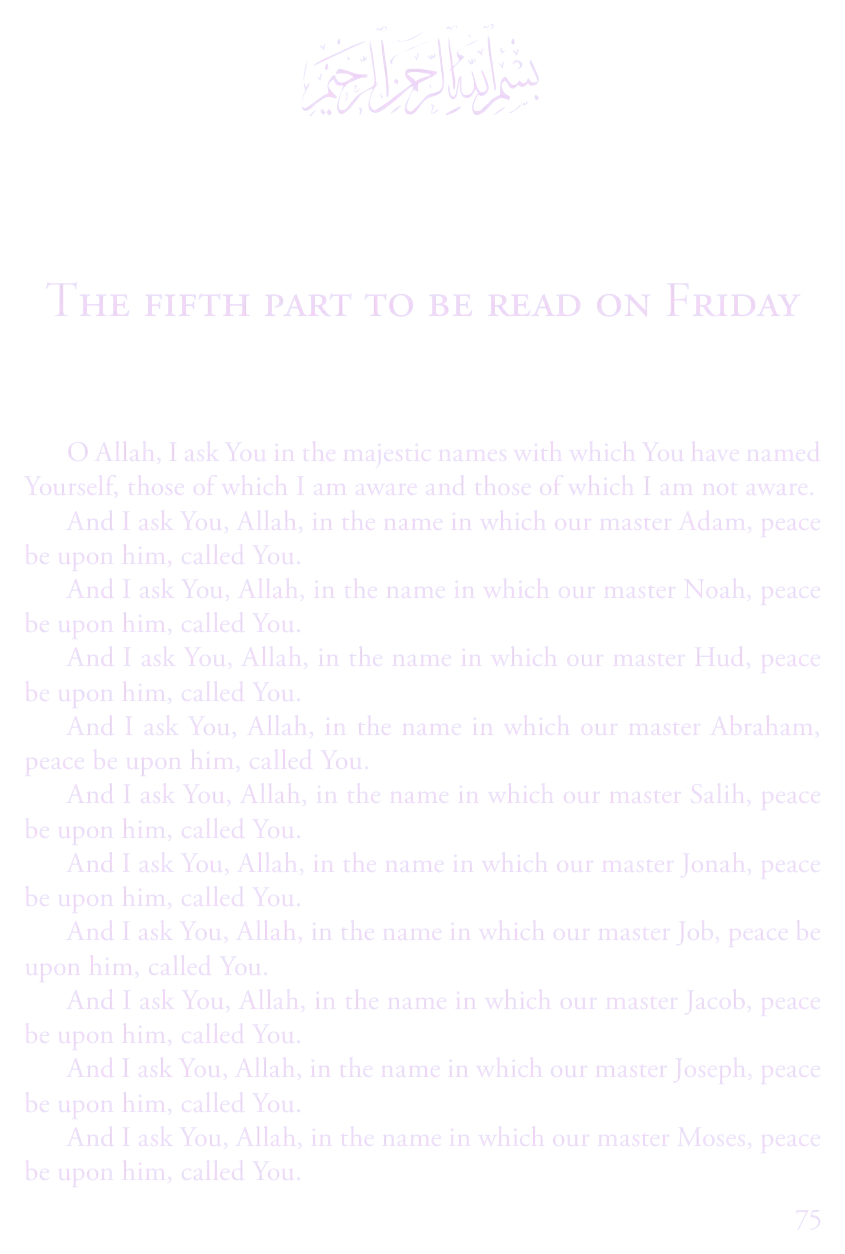 بسم الله الرحمن الرحيم
The fifth part to be read on Friday
O Allah, I ask You in the majestic names with which You have named
Yourself, those of which I am aware and those of which I am not aware.
And I ask You, Allah, in the name in which our master Adam, peace
be upon him, called You.
And I ask You, Allah, in the name in which our master Noah, peace
be upon him, called You.
And I ask You, Allah, in the name in which our master Hud, peace
be upon him, called You.
And I ask You, Allah, in the name in which our master Abraham,
peace be upon him, called You.
And I ask You, Allah, in the name in which our master Salih, peace
be upon him, called You.
And I ask You, Allah, in the name in which our master Jonah, peace
be upon him, called You.
And I ask You, Allah, in the name in which our master Job, peace be
upon him, called You.
And I ask You, Allah, in the name in which our master Jacob, peace
be upon him, called You.
And I ask You, Allah, in the name in which our master Joseph, peace
be upon him, called You.
And I ask You, Allah, in the name in which our master Moses, peace
be upon him, called You.
75